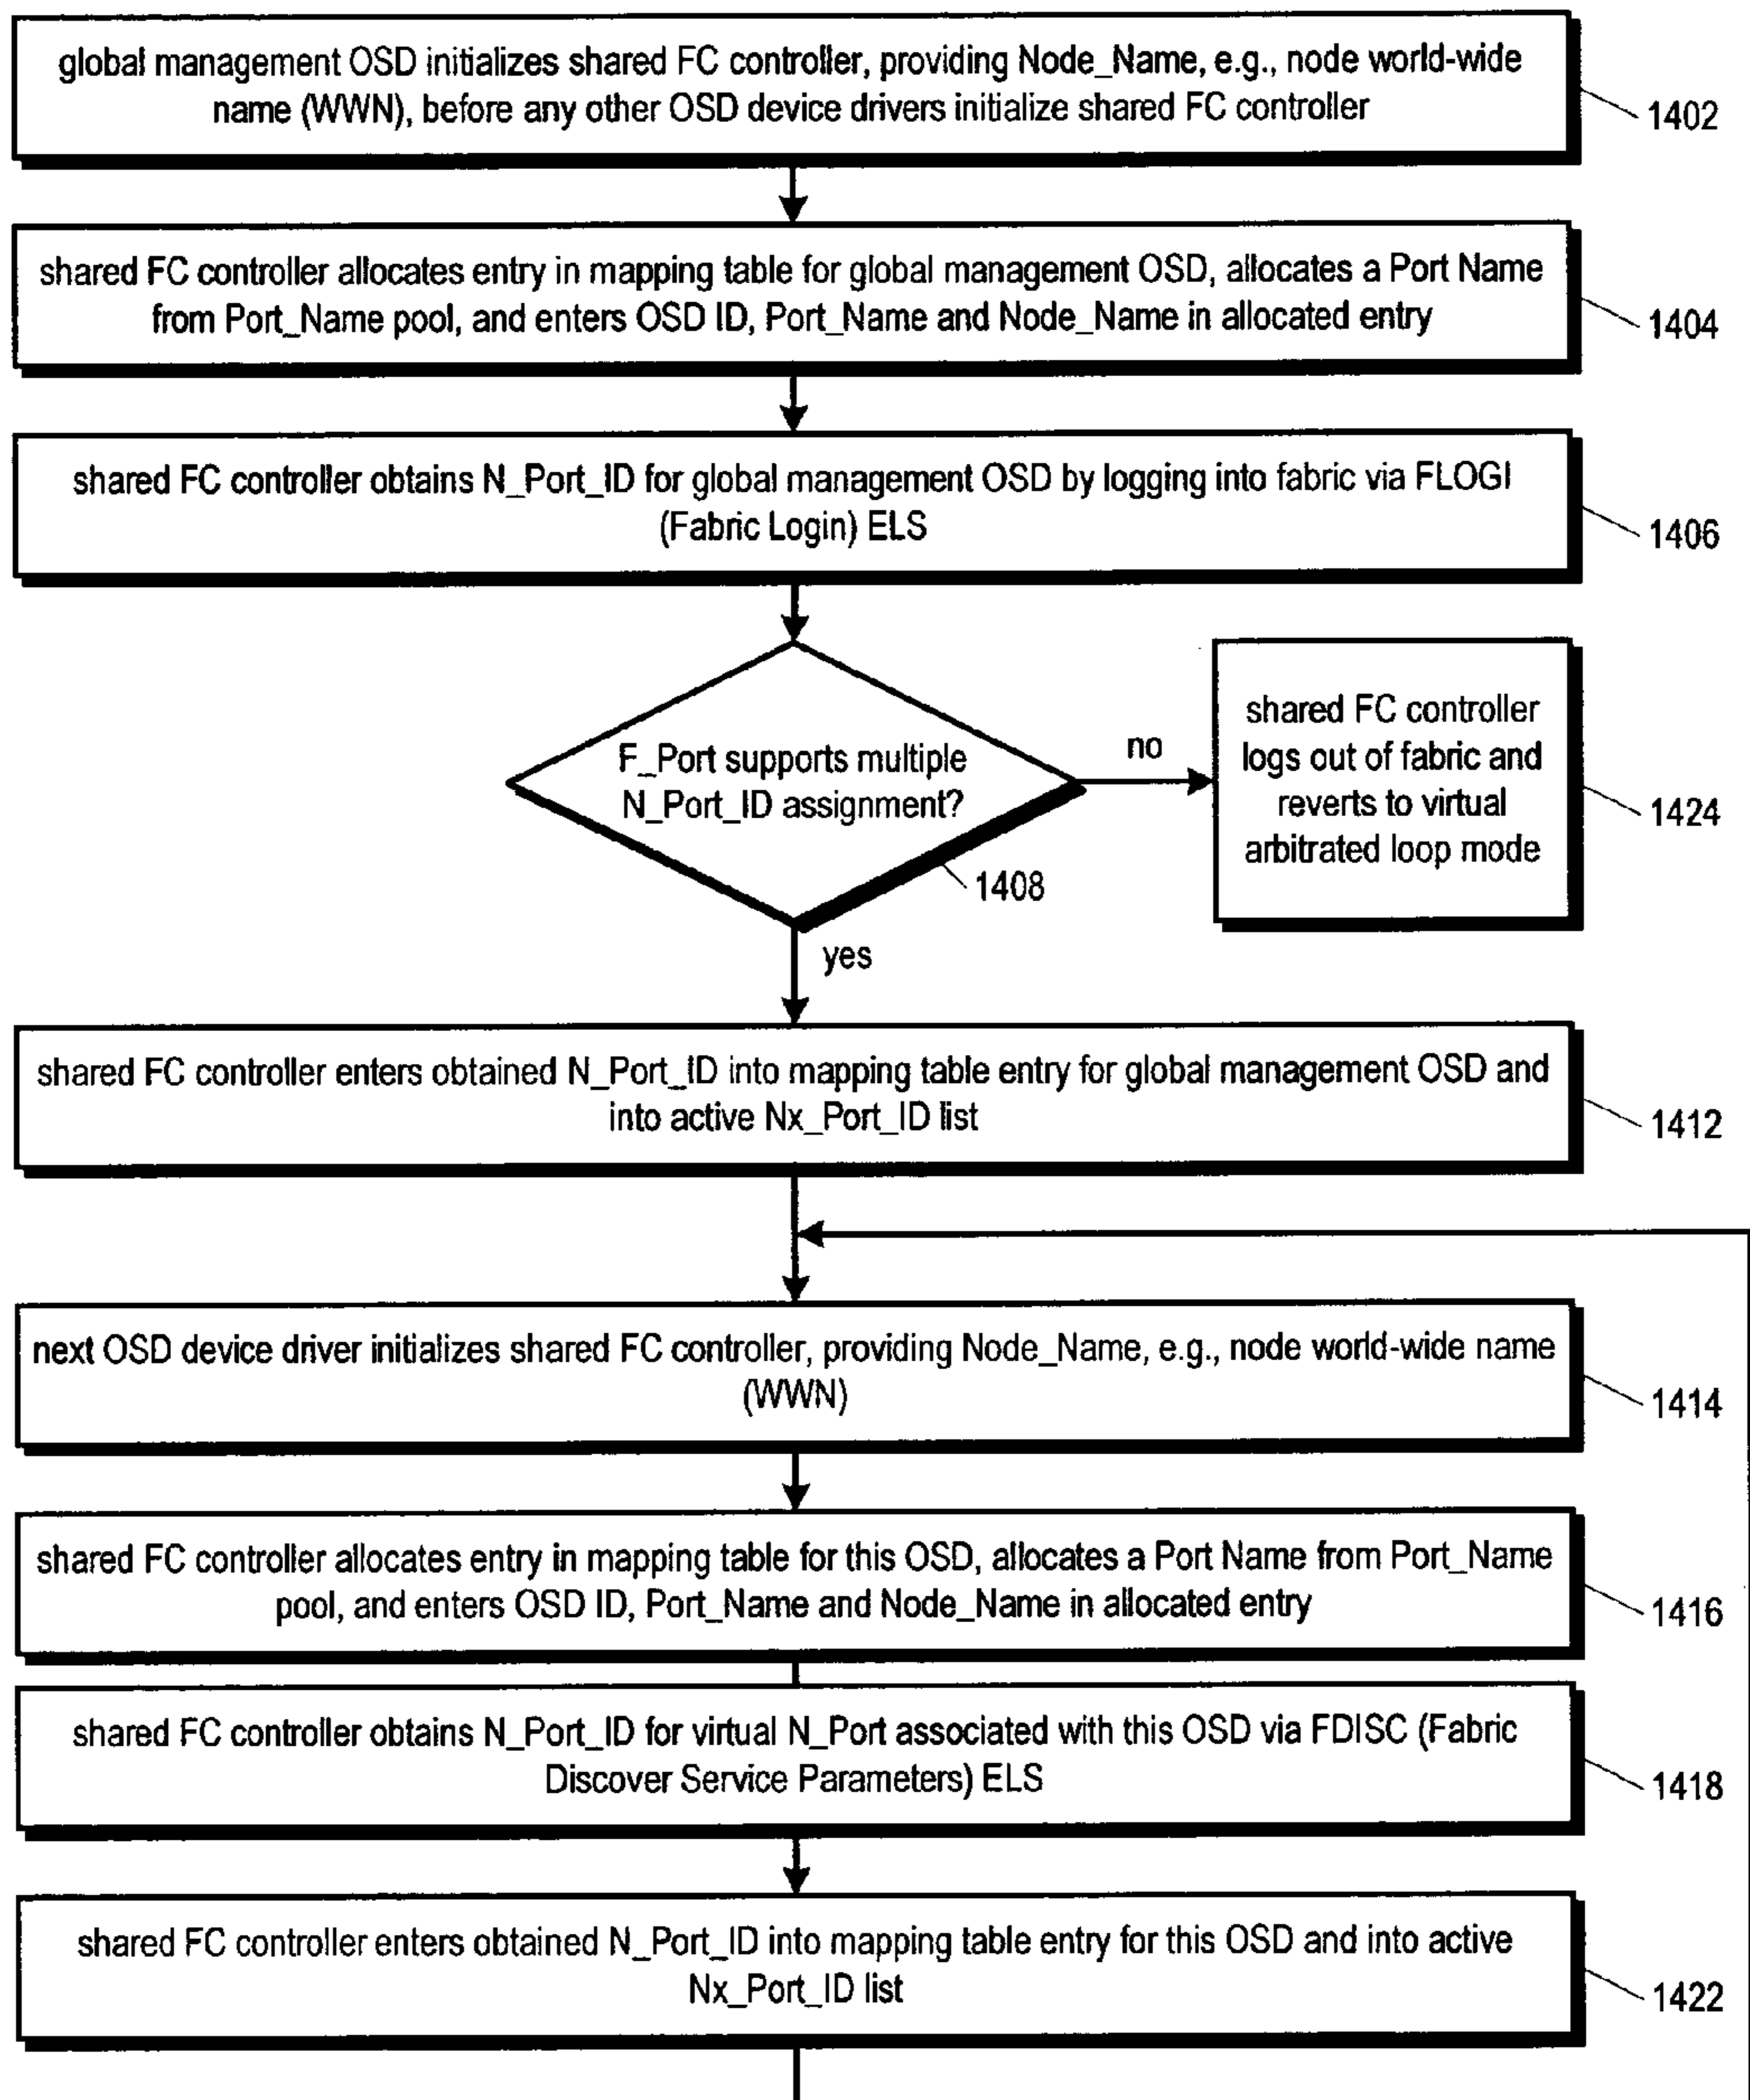 global management OSD initializes shared FC controller, providing Node_Name, e.g., node world-wide
name (WWN), before any other OSD device drivers initialize shared FC controller
1402
shared FC controller allocates entry in mapping table for global management OSD, allocates a Port Name
from Port_Name pool, and enters OSD ID, Port_Name and Node_Name in allocated entry
1404
shared FC controller obtains N_Port_ID for global management OSD by logging into fabric via FLOGI
(Fabric Login) ELS
1406
F_Port supports multiple
N_Port_ID assignment?
1408
no
shared FC controller
logs out of fabric and
reverts to virtual
arbitrated loop mode
1424
yes
shared FC controller enters obtained N_Port_ID into mapping table entry for global management OSD and
into active Nx_Port_ID list
1412
next OSD device driver initializes shared FC controller, providing Node_Name, e.g., node world-wide name
(WWN)
1414
shared FC controller allocates entry in mapping table for this OSD, allocates a Port Name from Port_Name
pool, and enters OSD ID, Port_Name and Node_Name in allocated entry
1416
shared FC controller obtains N_Port_ID for virtual N_Port associated with this OSD via FDISC (Fabric
Discover Service Parameters) ELS
1418
shared FC controller enters obtained N_Port_ID into mapping table entry for this OSD and into active
Nx_Port_ID list
1422